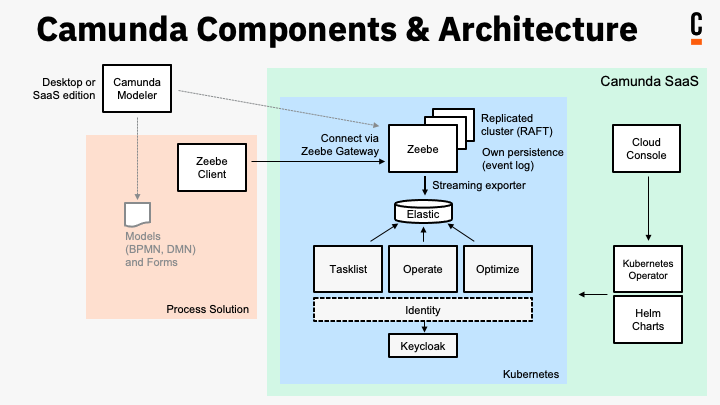 Camunda Components & Architecture
C
Camunda SaaS
Desktop or
SaaS edition
Camunda
Modeler
Replicated
cluster (RAFT)
Connect via
Zeebe Gateway
Zeebe
Own persistence
(event log)
Cloud
Console
Zeebe
Client
Streaming exporter
Elastic
Models
(BPMN, DMN)
and Forms
Tasklist
Operate
Optimize
Kubernetes
Operator
Process Solution
Identity
Helm
Charts
Keycloak
Kubernetes